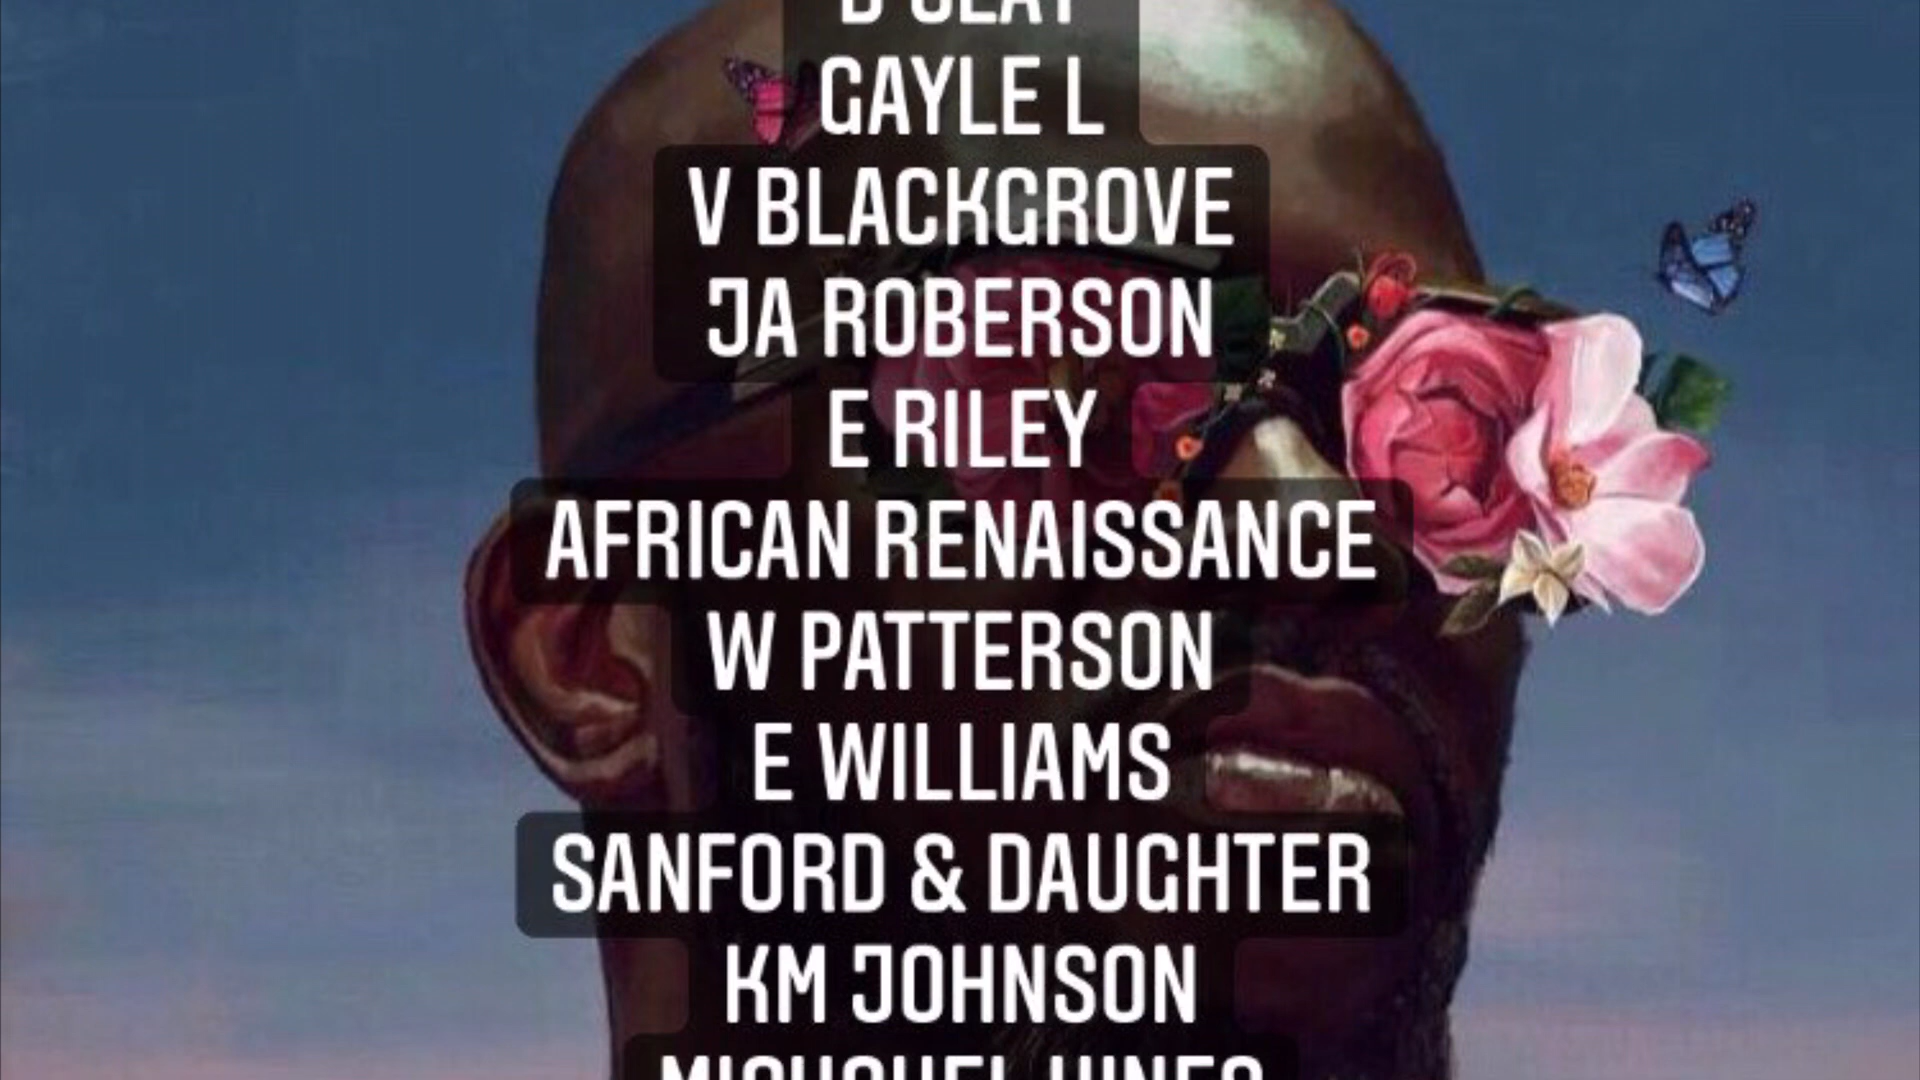 GAYLE L
V BLACKGROVE
JA ROBERSON
E RILEY
AFRICAN RENAISSANCE
W PATTERSON
E WILLIAMS
SANFORD & DAUGHTER
KM JOHNSON